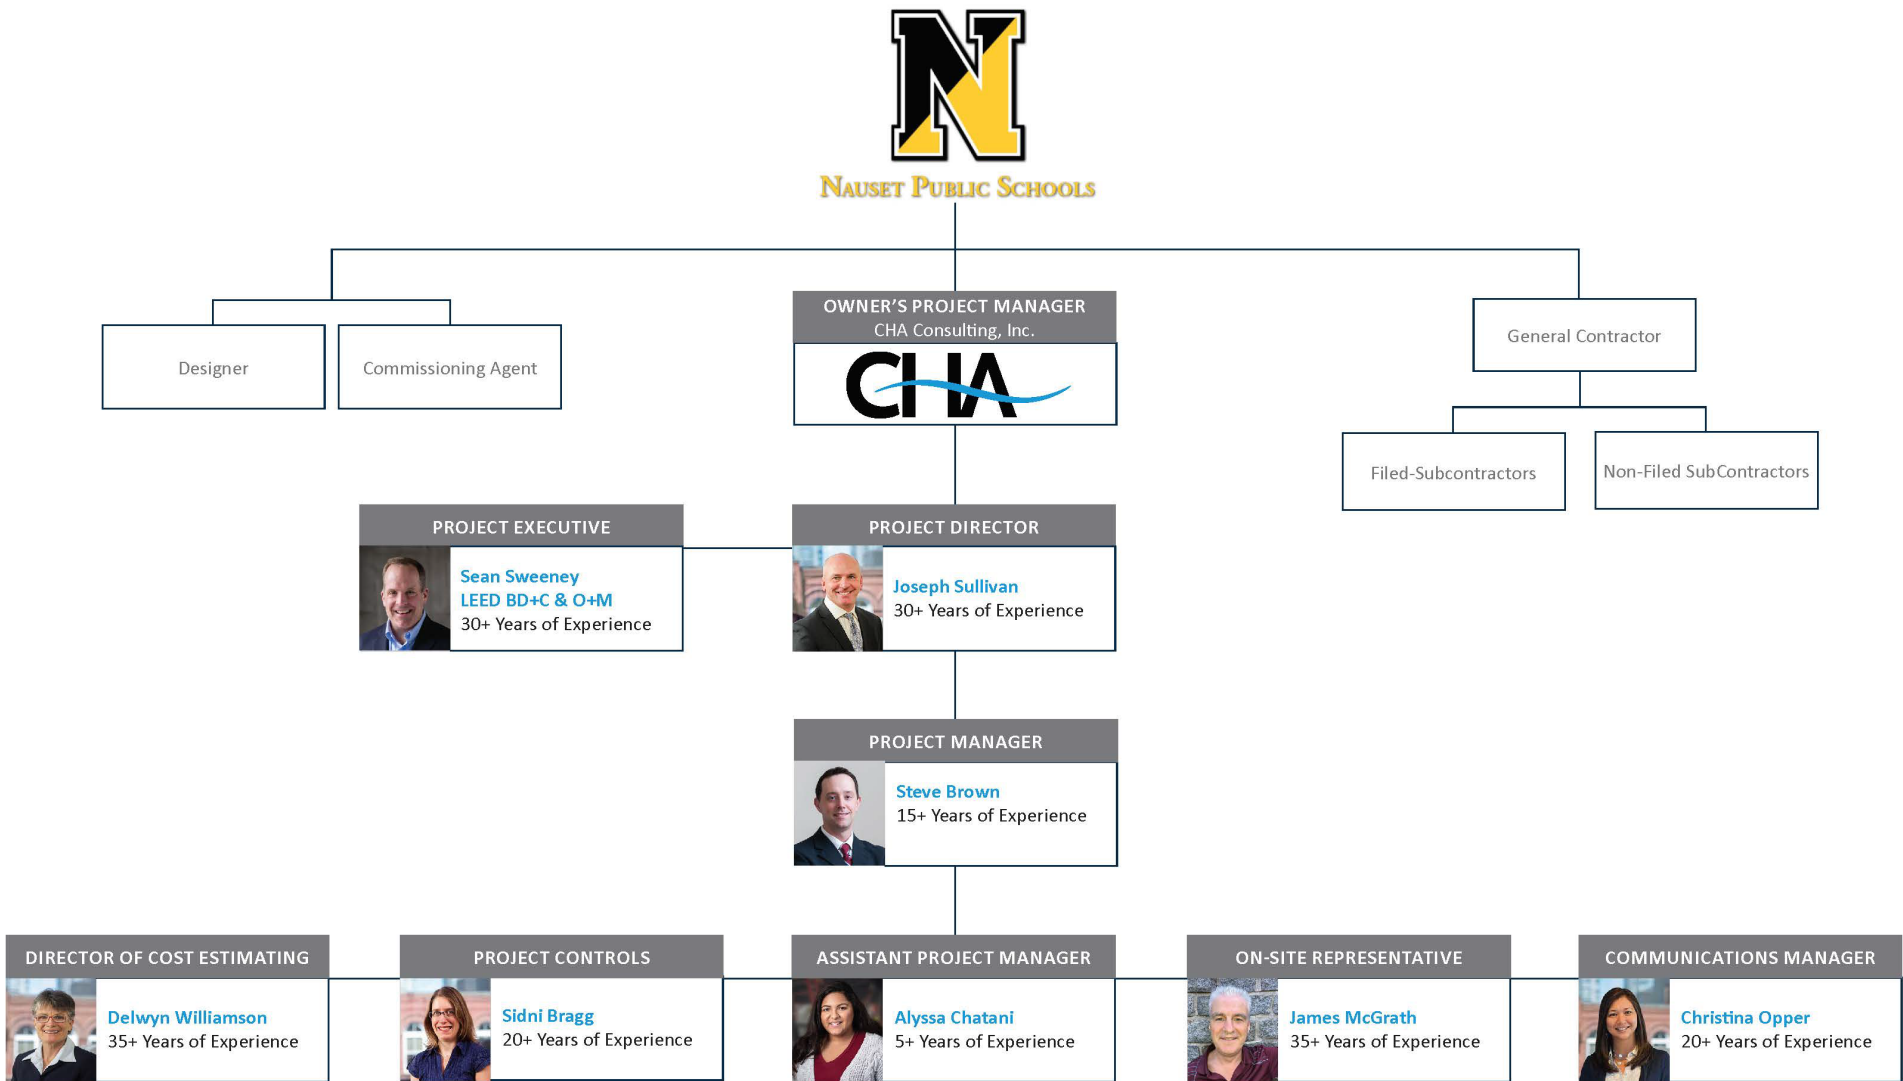 N
NAUSET PUBLIC SCHOOLS
OWNER'S PROJECT MANAGER
CHA Consulting, Inc.
CHA
Designer
Commissioning Agent
General Contractor
Filed-Subcontractors
Non-Filed SubContractors
PROJECT EXECUTIVE
Sean Sweeney
LEED BD+C & O+M
30+ Years of Experience
PROJECT DIRECTOR
Joseph Sullivan
30+ Years of Experience
PROJECT MANAGER
Steve Brown
15+ Years of Experience
DIRECTOR OF COST ESTIMATING
Delwyn Williamson
35+ Years of Experience
PROJECT CONTROLS
Sidni Bragg
20+ Years of Experience
ASSISTANT PROJECT MANAGER
Alyssa Chatani
5+ Years of Experience
ON-SITE REPRESENTATIVE
James McGrath
35+ Years of Experience
COMMUNICATIONS MANAGER
Christina Opper
20+ Years of Experience